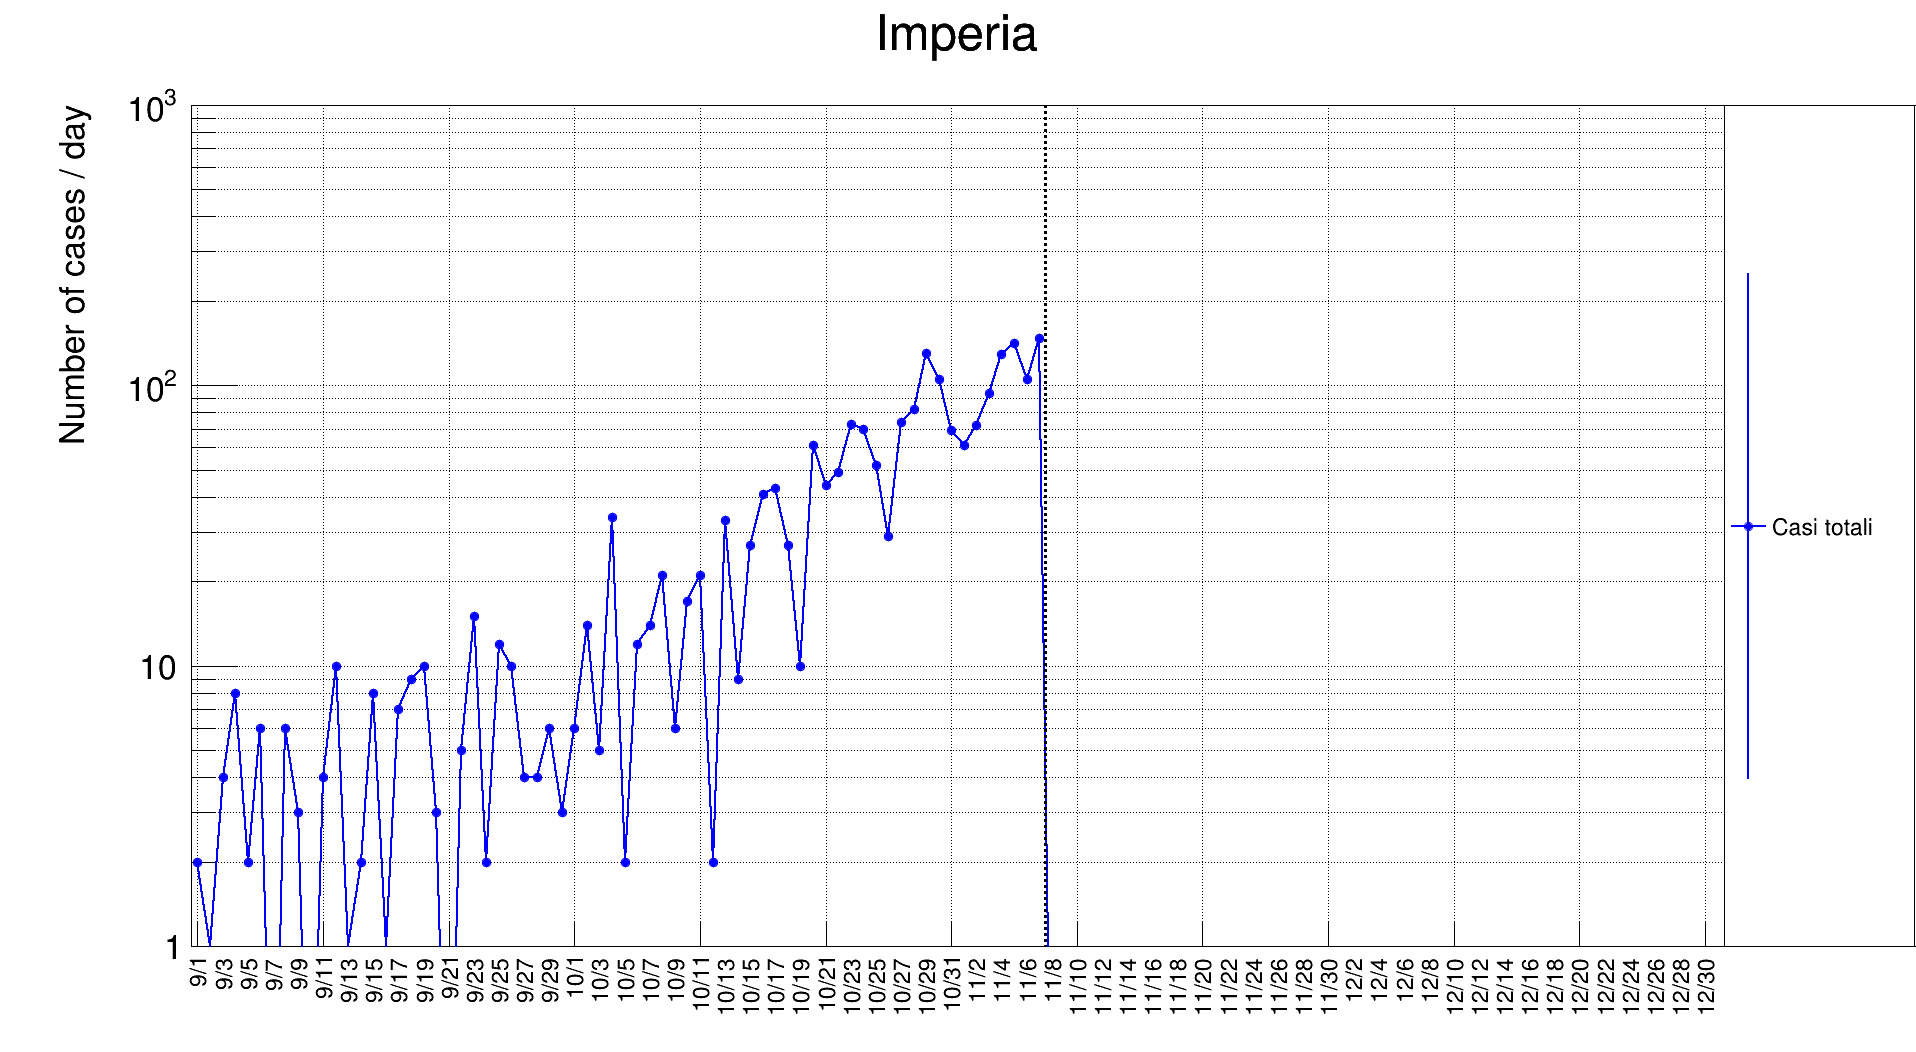 Imperia
Number of cases / day
10³
10²
10
1
9/1 9/3 9/5 9/7 9/9 9/11 9/13 9/15 9/17 9/19 9/21 9/23 9/25 9/27 9/29 10/1 10/3 10/5 10/7 10/9 10/11 10/13 10/15 10/17 10/19 10/21 10/23 10/25 10/27 10/29 10/31 11/2 11/4 11/6 11/8 11/10 11/12 11/14 11/16 11/18 11/20 11/22 11/24 11/26 11/28 11/30 12/2 12/4 12/6 12/8 12/10 12/12 12/14 12/16 12/18 12/20 12/22 12/24 12/26 12/28 12/30
Casi totali